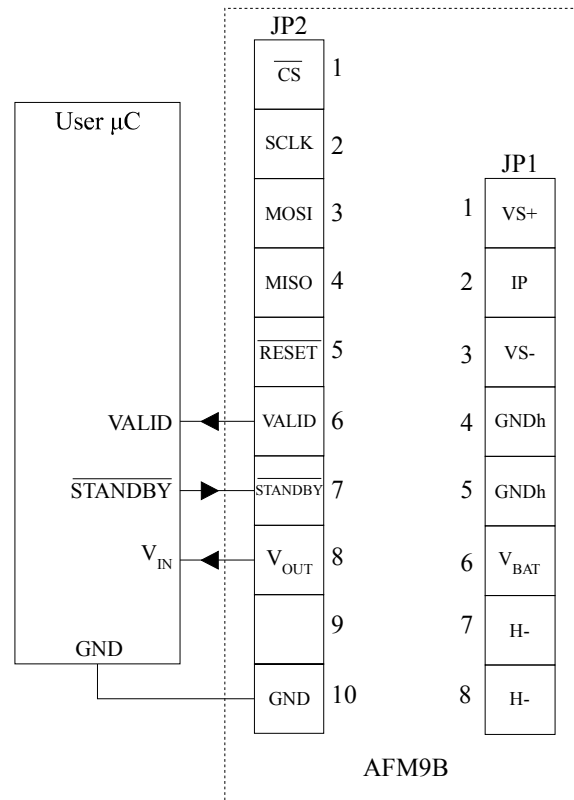 JP2
CS 1
User µC
SCLK 2
JP1
MOSI 3
1 VS+
MISO 4
2 IP
RESET 5
3 VS-
VALID VALID 6
4 GNDh
STANDBY STANDBY 7
5 GNDh
VIN VOUT 8
6 VBAT
9
7 H-
GND
GND 10
8 H-
AFM9B